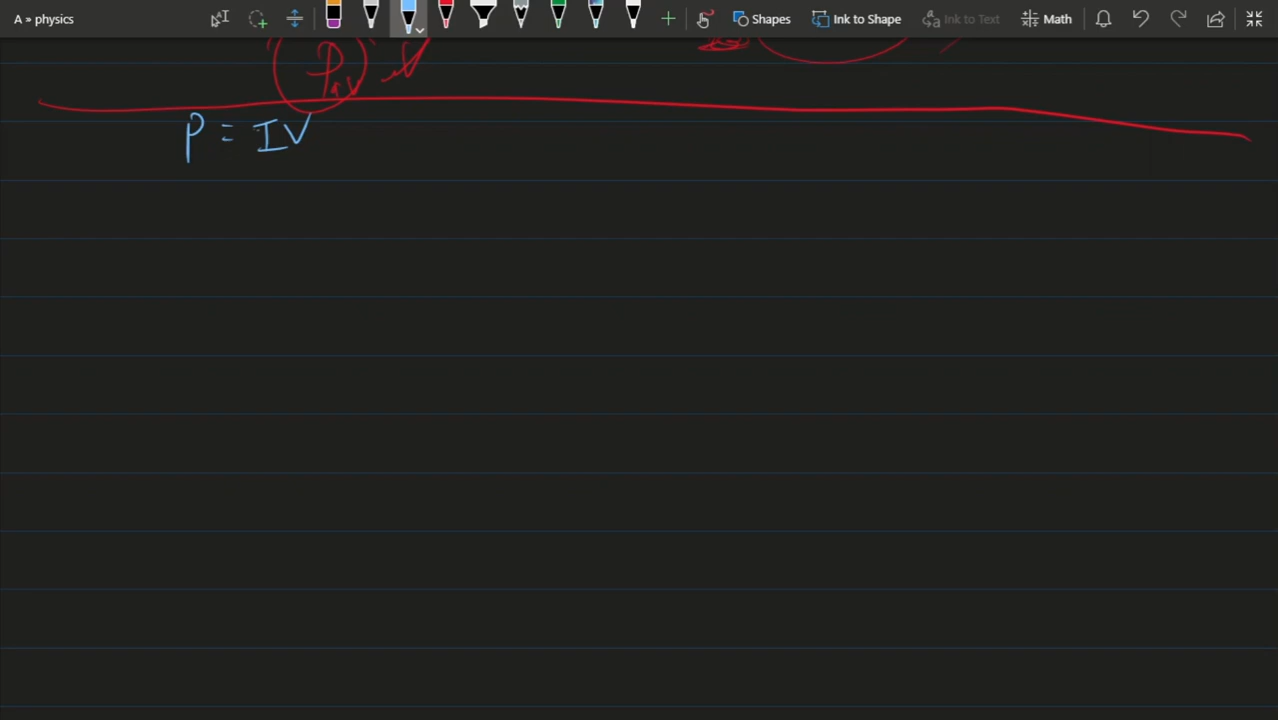 A » physics
Shapes
Ink to Shape
Ink to Text
Math
P = IV